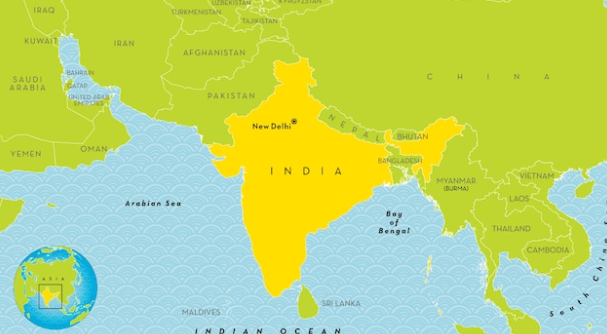 IRAQ
UZBEKISTAN
KYRGYZSTAN
TURKMENISTAN
TAJIKISTAN
KUWAIT
IRAN
AFGHANISTAN
CHINA
BAHRAIN
SAUDI
ARABIA
QATAR
UNITED ARAB
EMIRATES
PAKISTAN
New Delhi
NEPAL
BHUTAN
YEMEN
OMAN
INDIA
BANGLADESH
MYANMAR
(BURMA)
VIETNAM
LAOS
Arabian Sea
Bay
of
Bengal
THAILAND
CAMBODIA
ASIA
South Chin
MALDIVES
SRI LANKA
INDIAN OCEAN